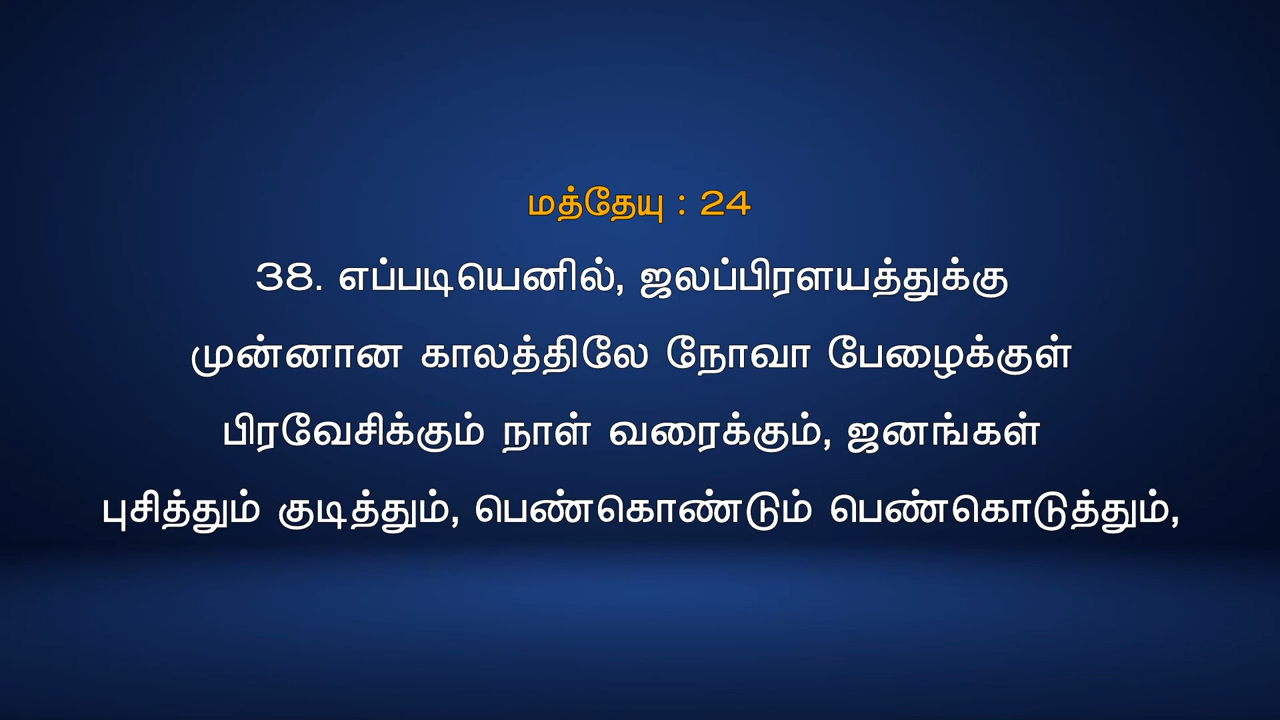 மத்தேயு : 24
38. எப்படியெனில், ஜலப்பிரளயத்துக்கு
முன்னான காலத்திலே நோவா பேழைக்குள்
பிரவேசிக்கும் நாள் வரைக்கும், ஜனங்கள்
புசித்தும் குடித்தும், பெண்கொண்டும் பெண்கொடுத்தும்,